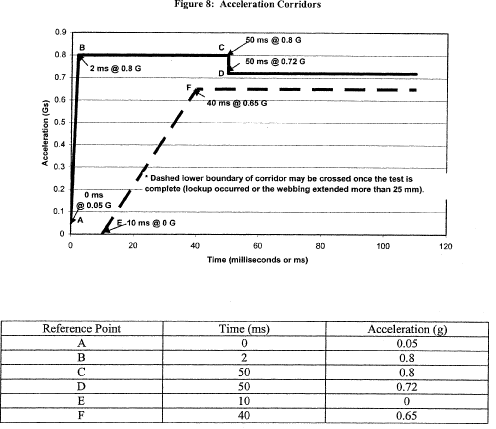 Figure 8: Acceleration Corridors
0.9
0.8
0.7
0.6
0.5
0.4
0.3
0.2
0.1
0
Acceleration (Gs)
B
2 ms @ 0.8 G
C
50 ms @ 0.8 G
50 ms @ 0.72 G
D
F
40 ms @ 0.65 G
* Dashed lower boundary of corridor may be crossed once the test is
complete (lockup occurred or the webbing extended more than 25 mm).
0 ms
@ 0.05 G
A
E
10 ms @ 0 G
0 20 40 60 80 100 120
Time (milliseconds or ms)
Reference Point Time (ms) Acceleration (g)
A 0 0.05
B 2 0.8
C 50 0.8
D 50 0.72
E 10 0
F 40 0.65